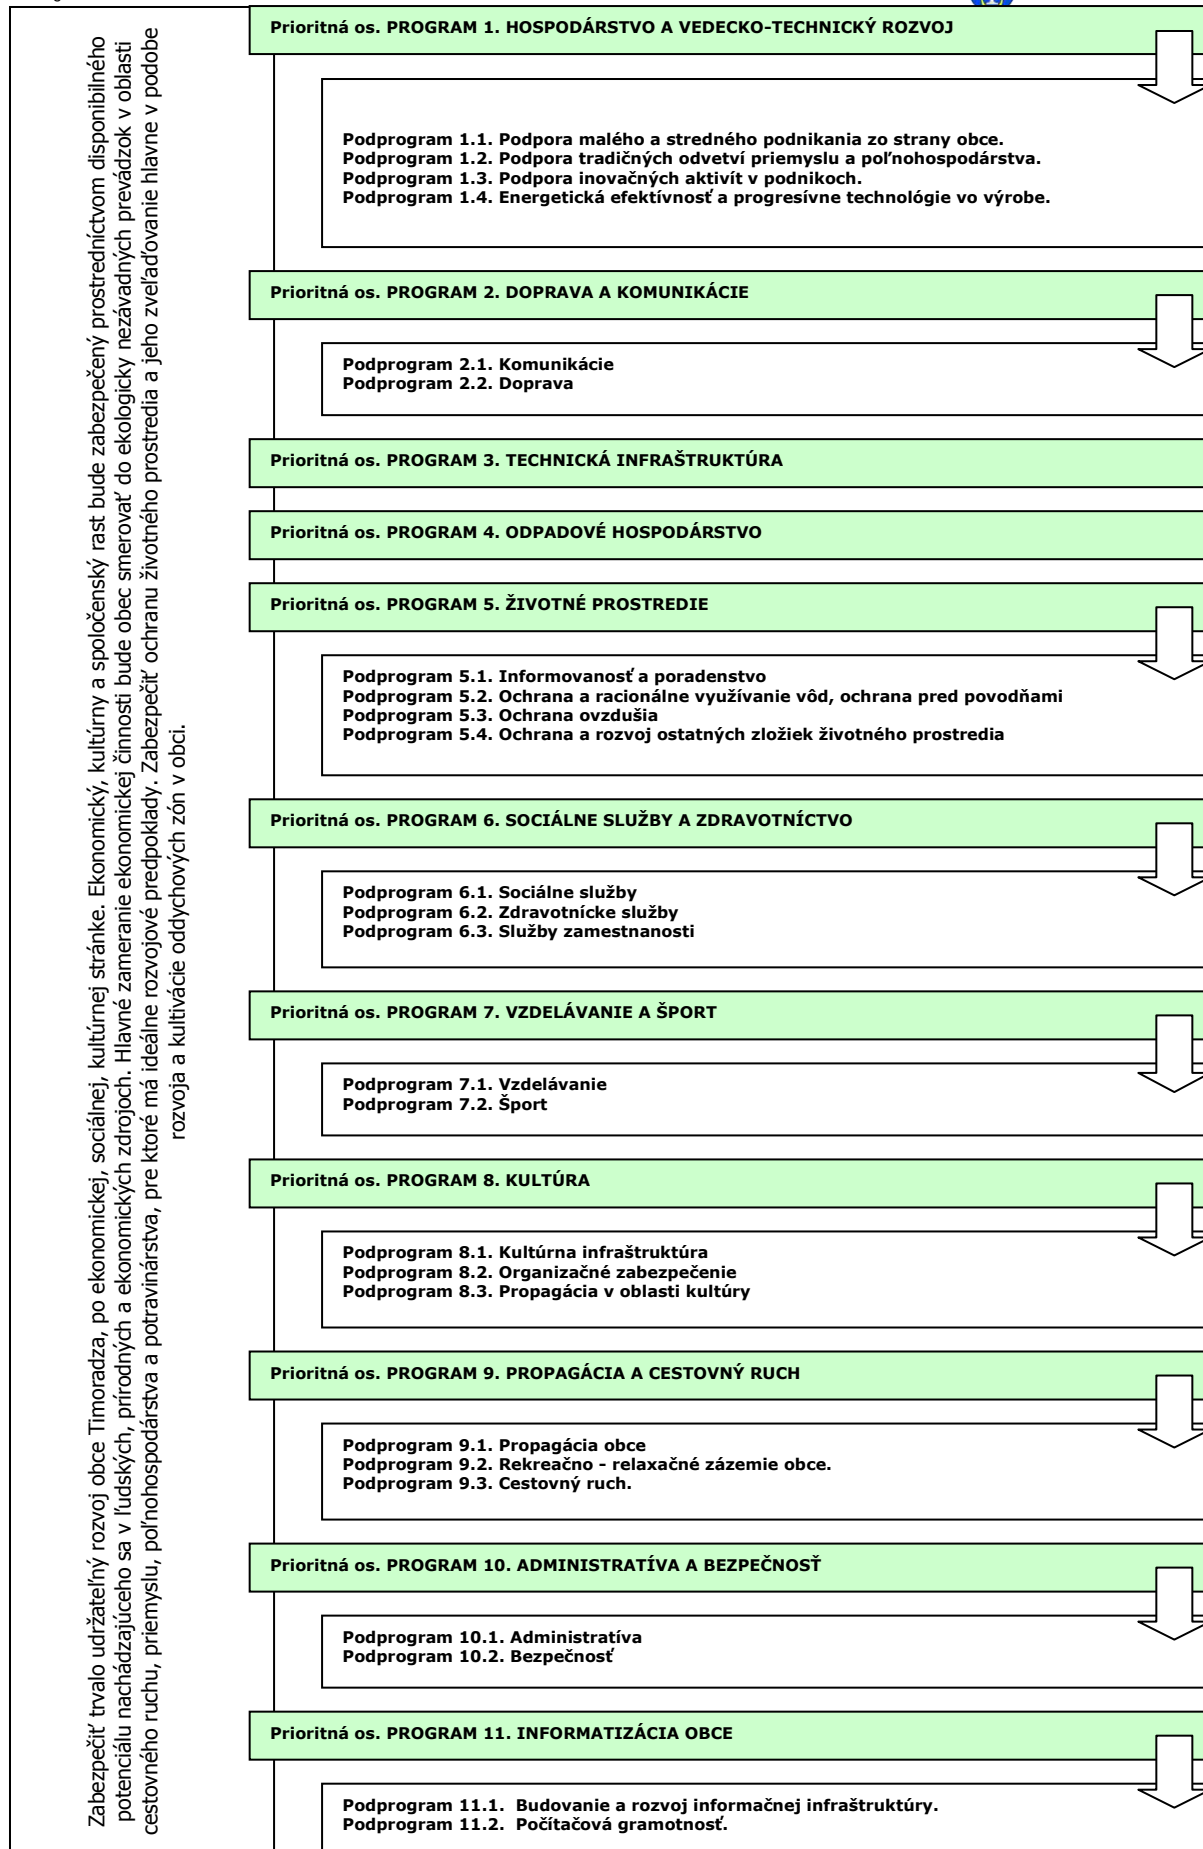 Zabezpečiť trvalo udržateľný rozvoj obce Timoradza, po ekonomickej, sociálnej, kultúrnej stránke. Ekonomický, kultúrny a spoločenský rast bude zabezpečený prostredníctvom disponibilného
potenciálu nachádzajúceho sa v ľudských, prírodných a ekonomických zdrojoch. Hlavné zameranie ekonomickej činnosti bude obec smerovať do ekologicky nezávadných prevádzok v oblasti
cestovného ruchu, priemyslu, poľnohospodárstva a potravinárstva, pre ktoré má ideálne rozvojové predpoklady. Zabezpečiť ochranu životného prostredia a jeho zveľaďovanie hlavne v podobe
rozvoja a kultivácie oddychových zón v obci.
Prioritná os. PROGRAM 1. HOSPODÁRSTVO A VEDECKO-TECHNICKÝ ROZVOJ
Podprogram 1.1. Podpora malého a stredného podnikania zo strany obce.
Podprogram 1.2. Podpora tradičných odvetví priemyslu a poľnohospodárstva.
Podprogram 1.3. Podpora inovačných aktivít v podnikoch.
Podprogram 1.4. Energetická efektívnosť a progresívne technológie vo výrobe.
Prioritná os. PROGRAM 2. DOPRAVA A KOMUNIKÁCIE
Podprogram 2.1. Komunikácie
Podprogram 2.2. Doprava
Prioritná os. PROGRAM 3. TECHNICKÁ INFRAŠTRUKTÚRA
Prioritná os. PROGRAM 4. ODPADOVÉ HOSPODÁRSTVO
Prioritná os. PROGRAM 5. ŽIVOTNÉ PROSTREDIE
Podprogram 5.1. Informovanosť a poradenstvo
Podprogram 5.2. Ochrana a racionálne využívanie vôd, ochrana pred povodňami
Podprogram 5.3. Ochrana ovzdušia
Podprogram 5.4. Ochrana a rozvoj ostatných zložiek životného prostredia
Prioritná os. PROGRAM 6. SOCIÁLNE SLUŽBY A ZDRAVOTNÍCTVO
Podprogram 6.1. Sociálne služby
Podprogram 6.2. Zdravotnícke služby
Podprogram 6.3. Služby zamestnanosti
Prioritná os. PROGRAM 7. VZDELÁVANIE A ŠPORT
Podprogram 7.1. Vzdelávanie
Podprogram 7.2. Šport
Prioritná os. PROGRAM 8. KULTÚRA
Podprogram 8.1. Kultúrna infraštruktúra
Podprogram 8.2. Organizačné zabezpečenie
Podprogram 8.3. Propagácia v oblasti kultúry
Prioritná os. PROGRAM 9. PROPAGÁCIA A CESTOVNÝ RUCH
Podprogram 9.1. Propagácia obce
Podprogram 9.2. Rekreačno - relaxačné zázemie obce.
Podprogram 9.3. Cestovný ruch.
Prioritná os. PROGRAM 10. ADMINISTRATÍVA A BEZPEČNOSŤ
Podprogram 10.1. Administratíva
Podprogram 10.2. Bezpečnosť
Prioritná os. PROGRAM 11. INFORMATIZÁCIA OBCE
Podprogram 11.1. Budovanie a rozvoj informačnej infraštruktúry.
Podprogram 11.2. Počítačová gramotnosť.